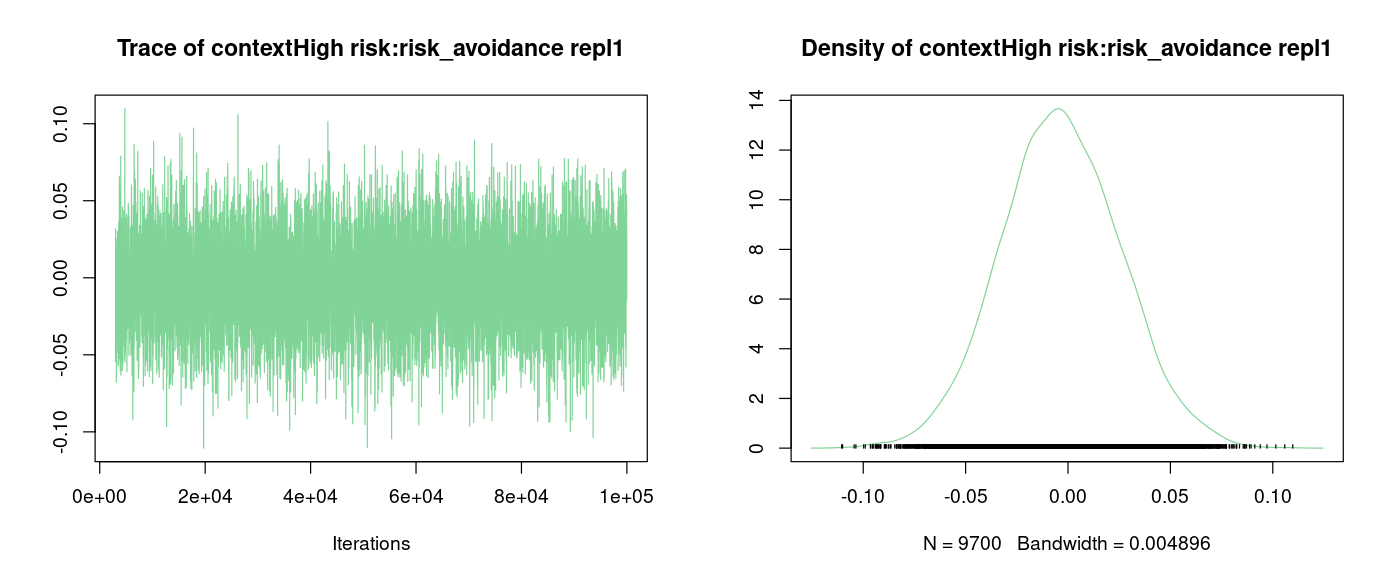 Trace of contextHigh risk:risk_avoidance repl1
0.10
0.05
0.00
-0.05
-0.10
0e+00 2e+04 4e+04 6e+04 8e+04 1e+05
Iterations
Density of contextHigh risk:risk_avoidance repl1
14
12
10
8
6
4
2
0
-0.10 -0.05 0.00 0.05 0.10
N = 9700 Bandwidth = 0.004896